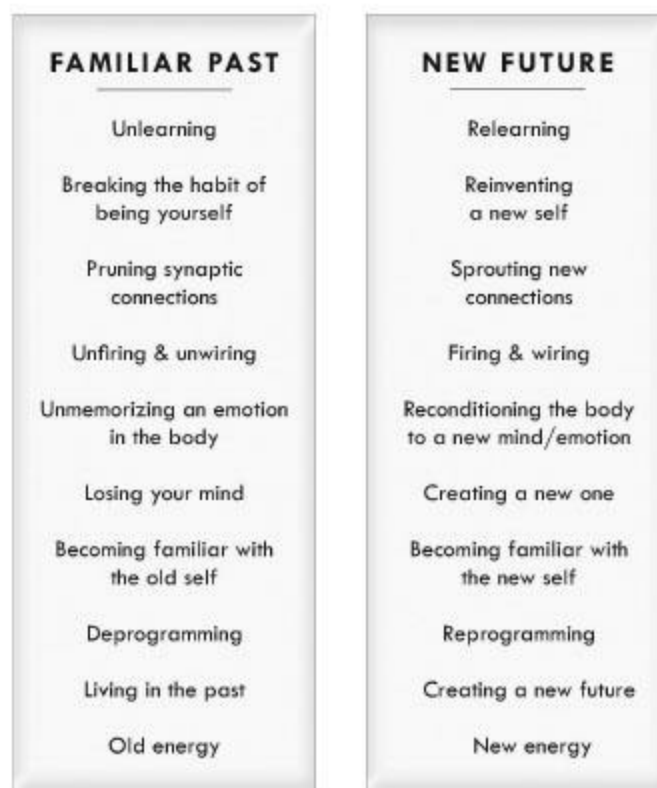 FAMILIAR PAST
Unlearning
Breaking the habit of
being yourself
Pruning synaptic
connections
Unfiring & unwiring
Unmemorizing an emotion
in the body
Losing your mind
Becoming familiar with
the old self
Deprogramming
Living in the past
Old energy
NEW FUTURE
Relearning
Reinventing
a new self
Sprouting new
connections
Firing & wiring
Reconditioning the body
to a new mind/emotion
Creating a new one
Becoming familiar with
the new self
Reprogramming
Creating a new future
New energy